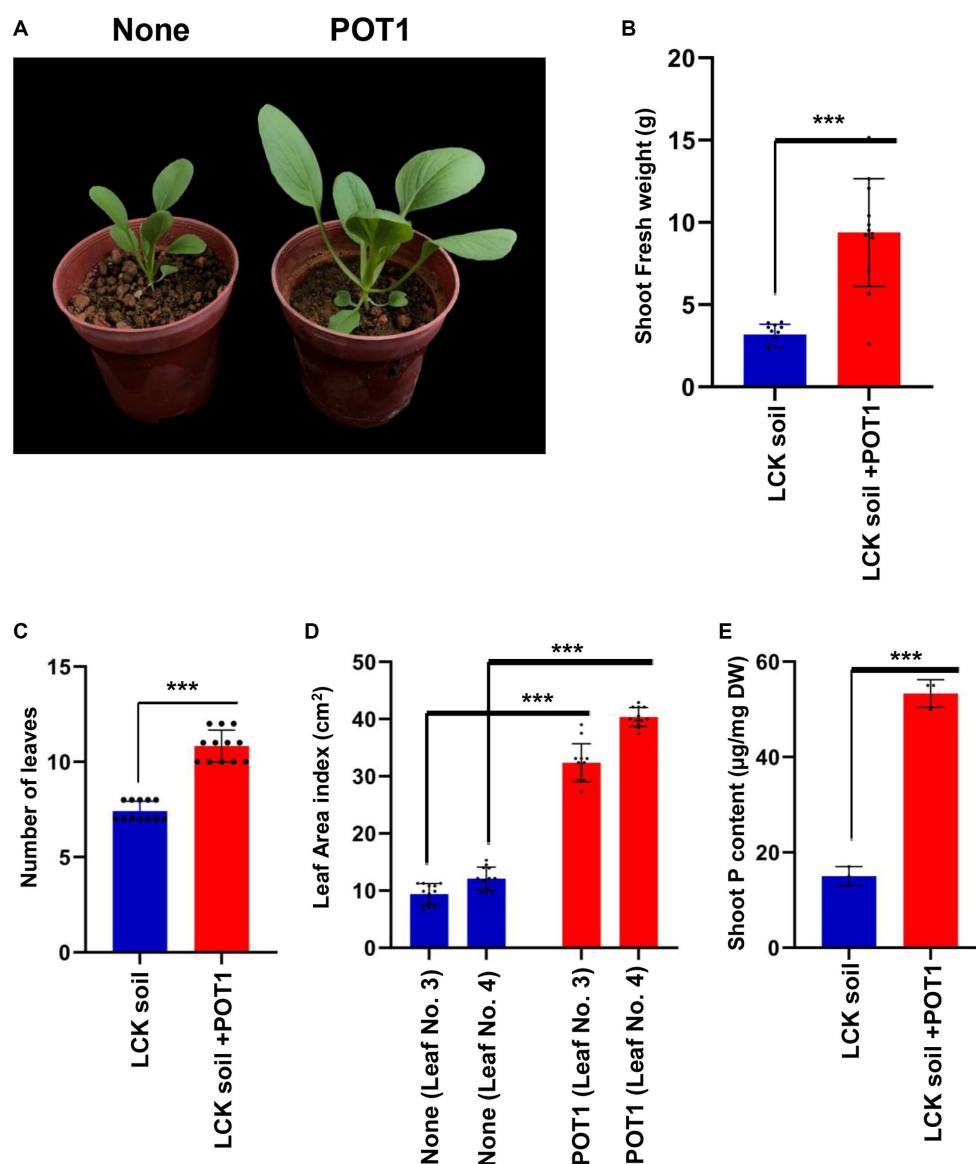 A
None
POT1
B
20
15
10
5
0
Shoot Fresh weight (g)
***
LCK soil
LCK soil +POT1
C
15
10
5
0
Number of leaves
***
LCK soil
LCK soil +POT1
D
50
40
30
20
10
0
Leaf Area index (cm²)
***
***
None (Leaf No. 3)
None (Leaf No. 4)
POT1 (Leaf No. 3)
POT1 (Leaf No. 4)
E
60
40
20
0
Shoot P content (µg/mg DW)
***
LCK soil
LCK soil +POT1